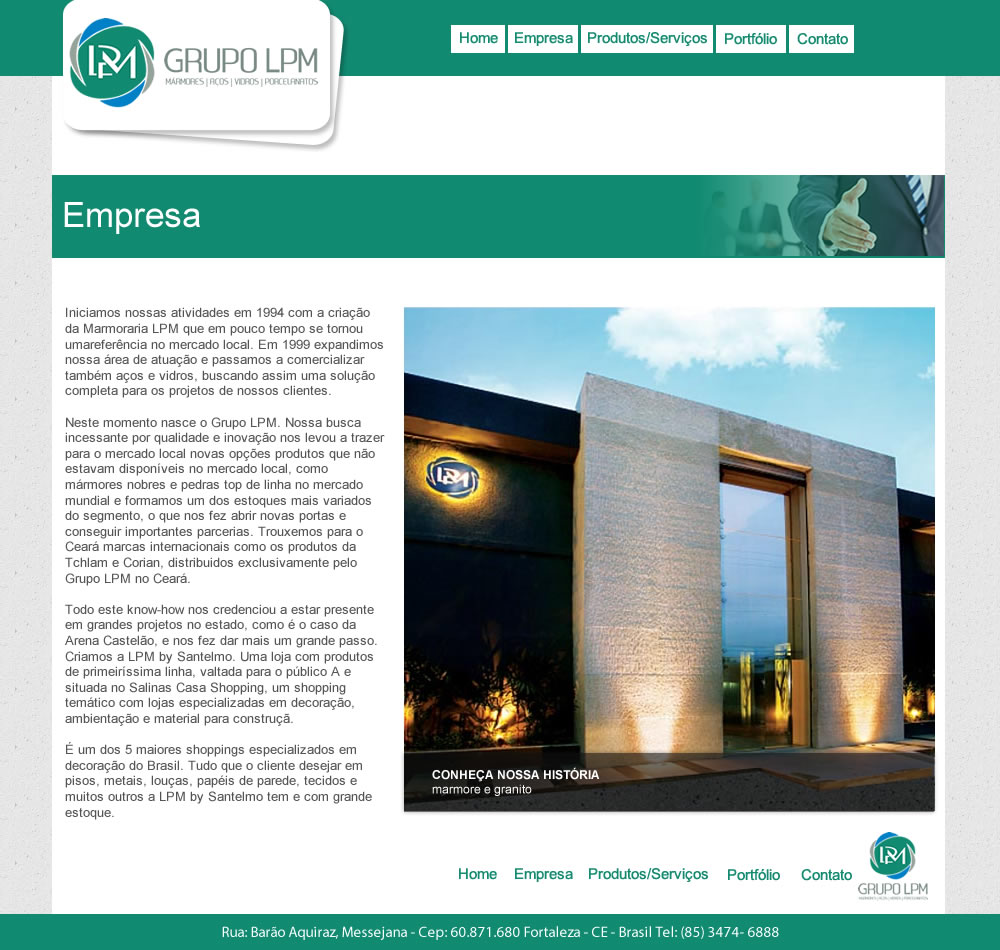 LPM GRUPO LPM
MÁRMORES | AÇOS | VIDROS | PORCELANATOS
Home Empresa Produtos/Serviços Portfólio Contato
Empresa
Iniciamos nossas atividades em 1994 com a criação
da Marmoraria LPM que em pouco tempo se tornou
umareferência no mercado local. Em 1999 expandimos
nossa área de atuação e passamos a comercializar
também aços e vidros, buscando assim uma solução
completa para os projetos de nossos clientes.
Neste momento nasce o Grupo LPM. Nossa busca
incessante por qualidade e inovação nos levou a trazer
para o mercado local novas opções produtos que não
estavam disponíveis no mercado local, como
mármores nobres e pedras top de linha no mercado
mundial e formamos um dos estoques mais variados
do segmento, o que nos fez abrir novas portas e
conseguir importantes parcerias. Trouxemos para o
Ceará marcas internacionais como os produtos da
Tchlam e Corian, distribuidos exclusivamente pelo
Grupo LPM no Ceará.
Todo este know-how nos credenciou a estar presente
em grandes projetos no estado, como é o caso da
Arena Castelão, e nos fez dar mais um grande passo.
Criamos a LPM by Santelmo. Uma loja com produtos
de primeiríssima linha, valtada para o público A e
situada no Salinas Casa Shopping, um shopping
temático com lojas especializadas em decoração,
ambientação e material para construçã.
É um dos 5 maiores shoppings especializados em
decoração do Brasil. Tudo que o cliente desejar em
pisos, metais, louças, papéis de parede, tecidos e
muitos outros a LPM by Santelmo tem e com grande
estoque.
LPM
CONHEÇA NOSSA HISTÓRIA
marmore e granito
Home Empresa Produtos/Serviços Portfólio Contato
LPM
GRUPO LPM
MÁRMORES | AÇOS | VIDROS | PORCELANATOS
Rua: Barão Aquiraz, Messejana - Cep: 60.871.680 Fortaleza - CE - Brasil Tel: (85) 3474- 6888